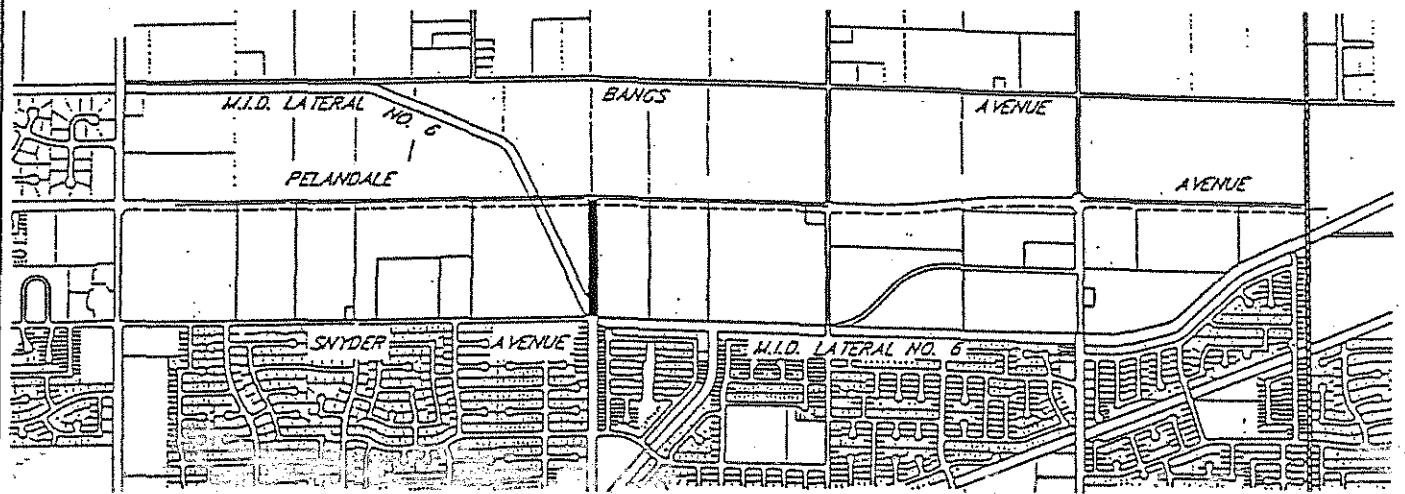 M.I.D. LATERAL
NO. 6
BANGS
AVENUE
PELANDALE
AVENUE
SNYDER
AVENUE
M.I.D. LATERAL NO. 6